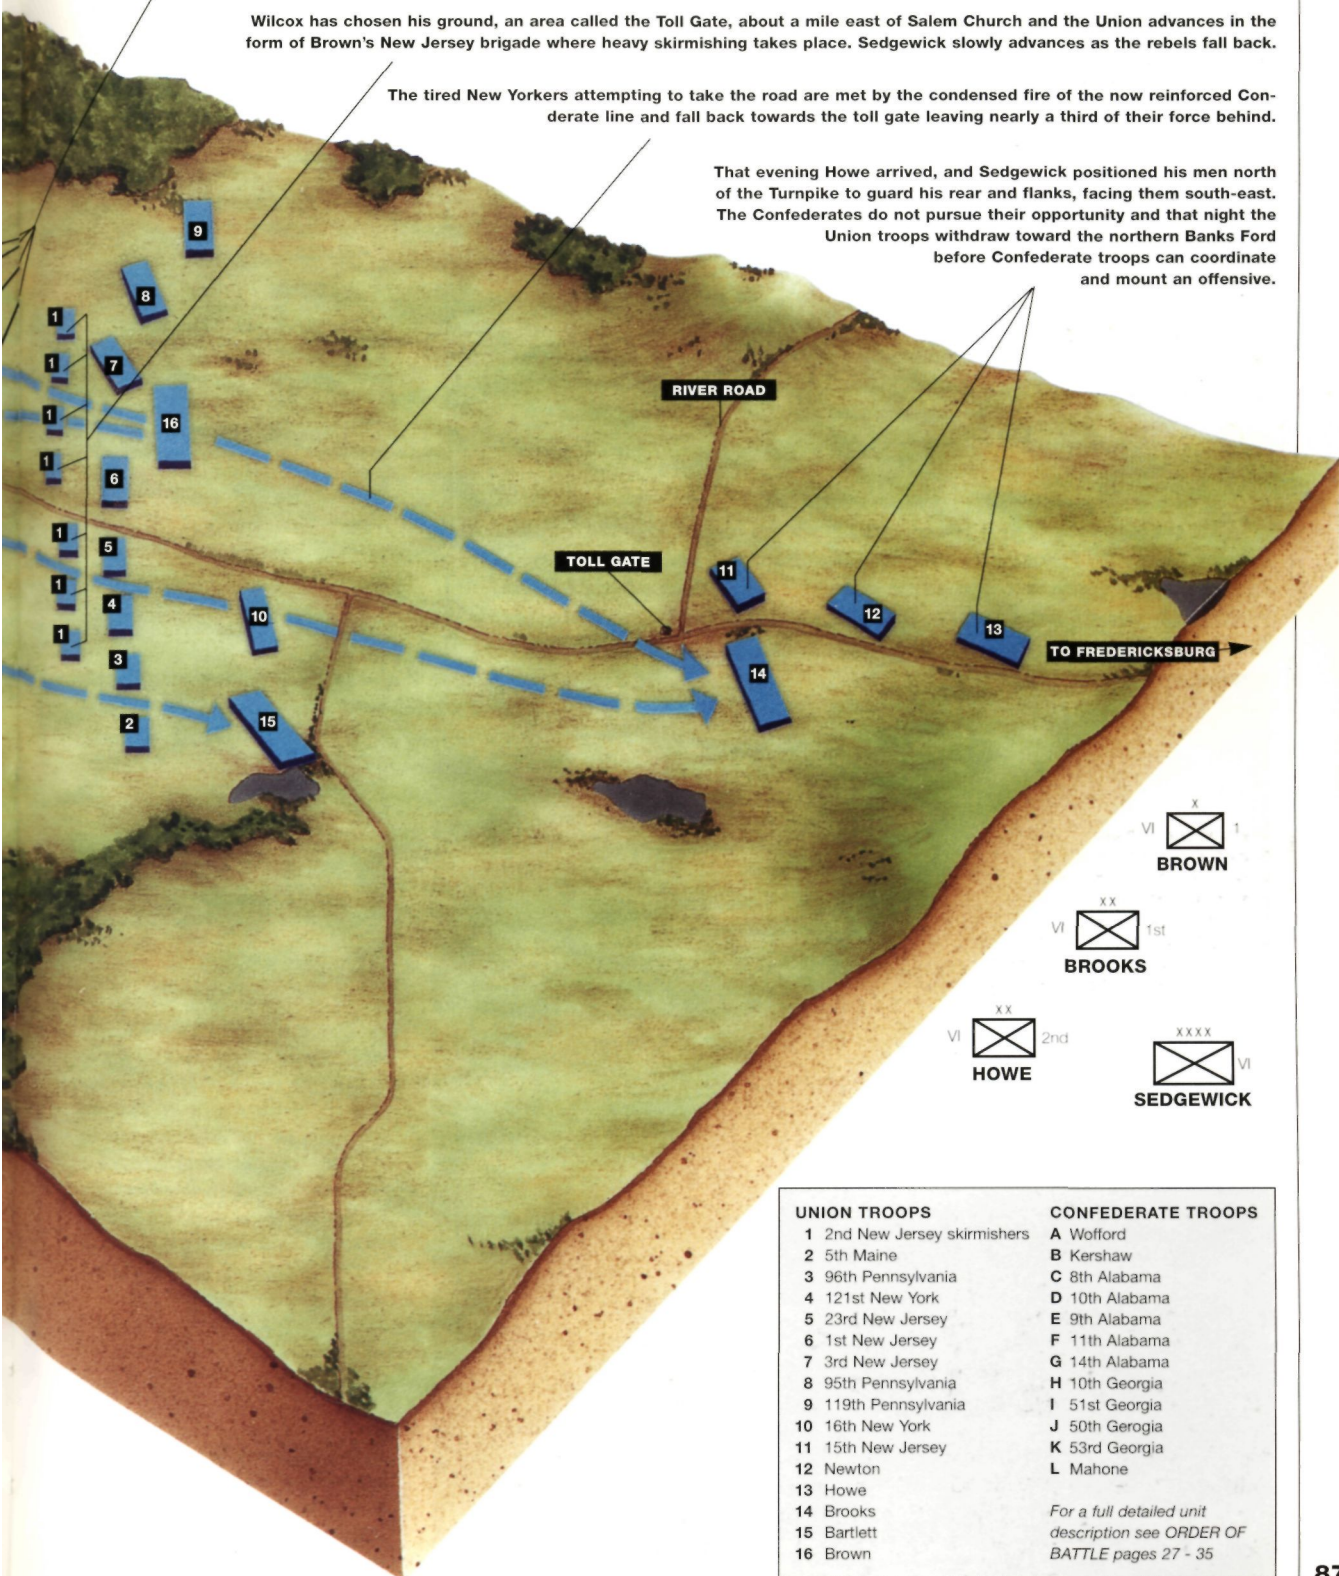 Wilcox has chosen his ground, an area called the Toll Gate, about a mile east of Salem Church and the Union advances in the
form of Brown's New Jersey brigade where heavy skirmishing takes place. Sedgewick slowly advances as the rebels fall back.
The tired New Yorkers attempting to take the road are met by the condensed fire of the now reinforced Con-
derate line and fall back towards the toll gate leaving nearly a third of their force behind.
That evening Howe arrived, and Sedgewick positioned his men north
of the Turnpike to guard his rear and flanks, facing them south-east.
The Confederates do not pursue their opportunity and that night the
Union troops withdraw toward the northern Banks Ford
before Confederate troops can coordinate
and mount an offensive.
9
8
1
1
7
1
16
1
6
1
5
1
4
1
3
2
10
15
RIVER ROAD
TOLL GATE
11
12
13
14
TO FREDERICKSBURG
X
VI 1
BROWN
XX
VI 1st
BROOKS
XX
VI 2nd
HOWE
XXXX
VI
SEDGEWICK
UNION TROOPS
1 2nd New Jersey skirmishers
2 5th Maine
3 96th Pennsylvania
4 121st New York
5 23rd New Jersey
6 1st New Jersey
7 3rd New Jersey
8 95th Pennsylvania
9 119th Pennsylvania
10 16th New York
11 15th New Jersey
12 Newton
13 Howe
14 Brooks
15 Bartlett
16 Brown
CONFEDERATE TROOPS
A Wofford
B Kershaw
C 8th Alabama
D 10th Alabama
E 9th Alabama
F 11th Alabama
G 14th Alabama
H 10th Georgia
I 51st Georgia
J 50th Gerogia
K 53rd Georgia
L Mahone
For a full detailed unit
description see ORDER OF
BATTLE pages 27 - 35
87